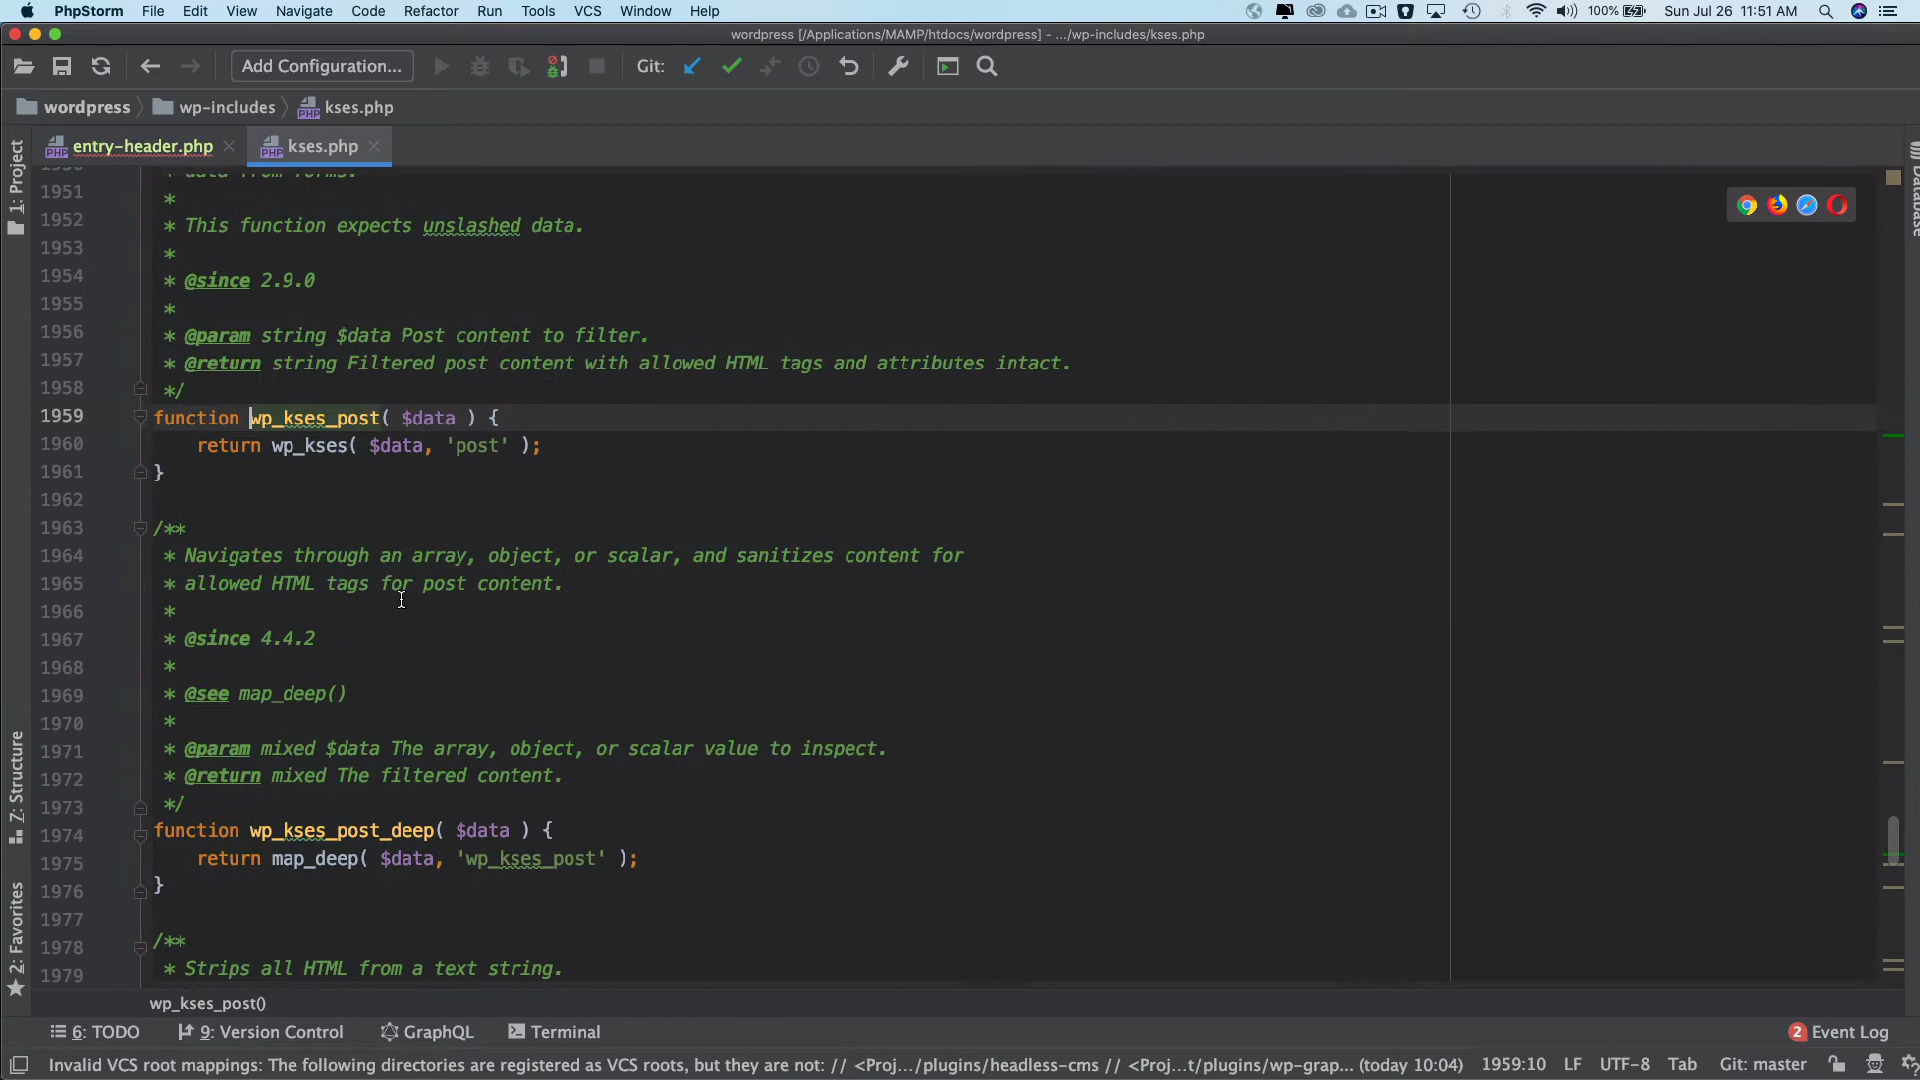 PhpStorm File Edit View Navigate Code Refactor Run Tools VCS Window Help 100% Sun Jul 26 11:51 AM
wordpress [/Applications/MAMP/htdocs/wordpress] - .../wp-includes/kses.php
Add Configuration... Git:
wordpress wp-includes kses.php
entry-header.php kses.php
1: Project
Database
1951 *
1952 * This function expects unslashed data.
1953 *
1954 * @since 2.9.0
1955 *
1956 * @param string $data Post content to filter.
1957 * @return string Filtered post content with allowed HTML tags and attributes intact.
1958 */
1959 function wp_kses_post( $data ) {
1960 return wp_kses( $data, 'post' );
1961 }
1962
1963 /**
1964 * Navigates through an array, object, or scalar, and sanitizes content for
1965 * allowed HTML tags for post content.
1966 *
1967 * @since 4.4.2
1968 *
1969 * @see map_deep()
1970 *
1971 * @param mixed $data The array, object, or scalar value to inspect.
1972 * @return mixed The filtered content.
1973 */
1974 function wp_kses_post_deep( $data ) {
1975 return map_deep( $data, 'wp_kses_post' );
1976 }
1977
1978 /**
1979 * Strips all HTML from a text string.
Z: Structure
2: Favorites
wp_kses_post()
6: TODO 9: Version Control GraphQL Terminal 2 Event Log
Invalid VCS root mappings: The following directories are registered as VCS roots, but they are not: // <Proj.../plugins/headless-cms // <Proj...t/plugins/wp-grap... (today 10:04) 1959:10 LF UTF-8 Tab Git: master